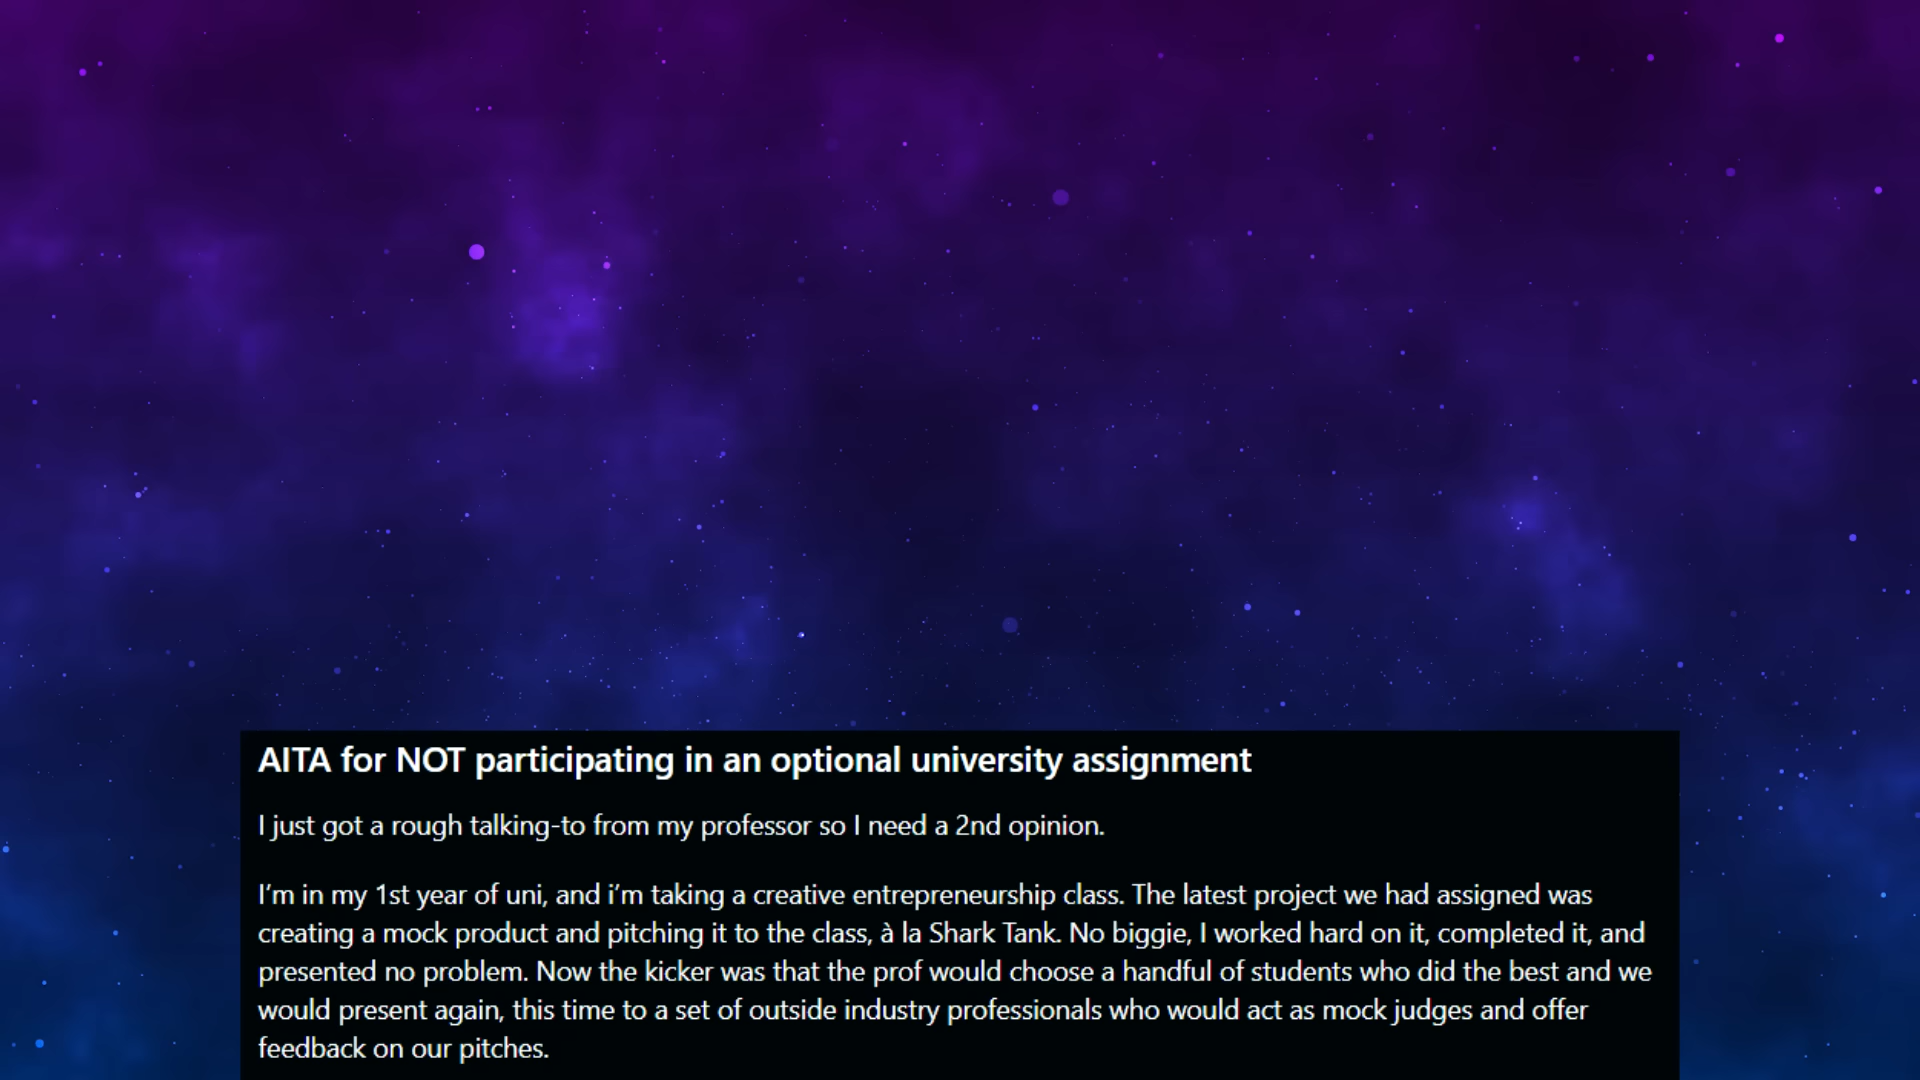 AITA for NOT participating in an optional university assignment
I just got a rough talking-to from my professor so I need a 2nd opinion.
I’m in my 1st year of uni, and i’m taking a creative entrepreneurship class. The latest project we had assigned was
creating a mock product and pitching it to the class, à la Shark Tank. No biggie, I worked hard on it, completed it, and
presented no problem. Now the kicker was that the prof would choose a handful of students who did the best and we
would present again, this time to a set of outside industry professionals who would act as mock judges and offer
feedback on our pitches.